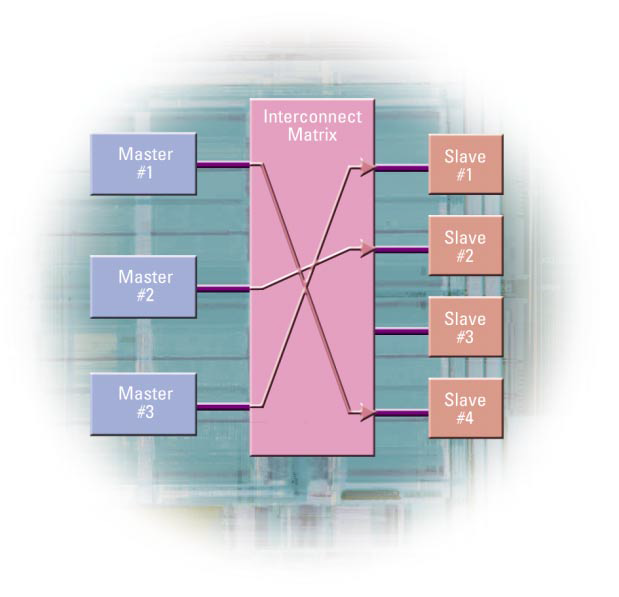 Interconnect
Matrix
Master
#1
Master
#2
Master
#3
Slave
#1
Slave
#2
Slave
#3
Slave
#4